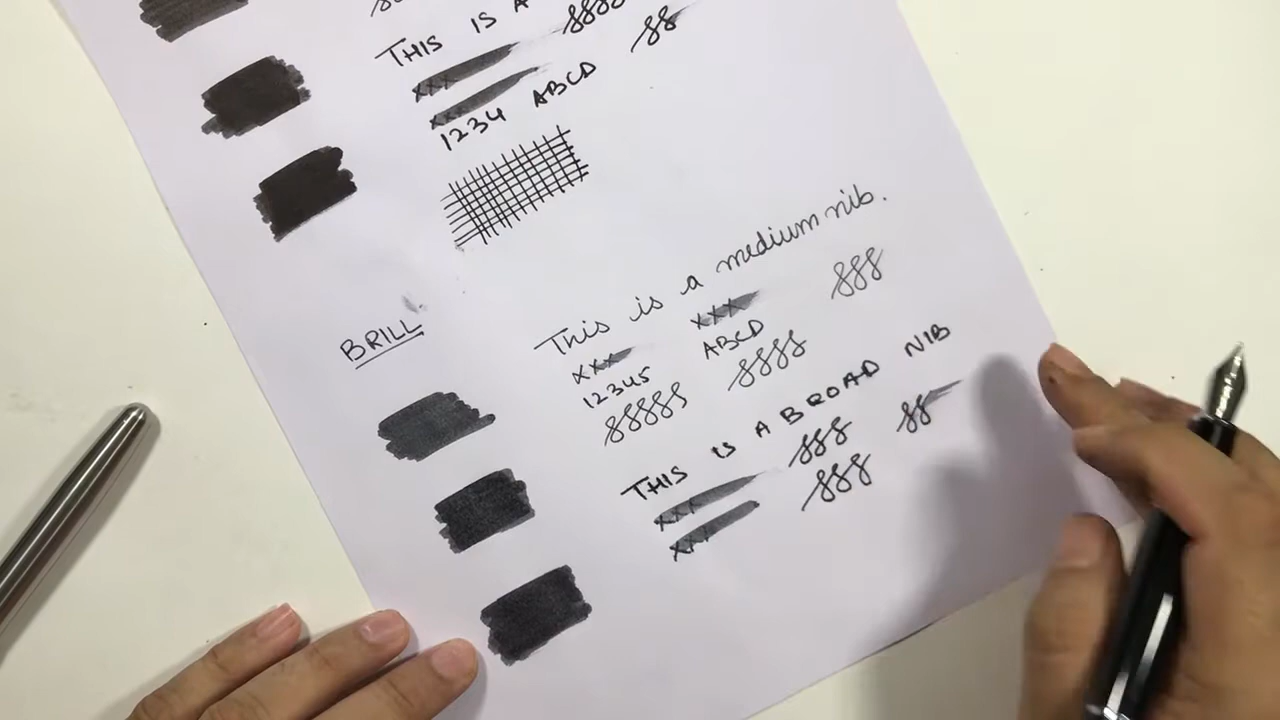 THIS IS A
xxx
xxx
1234 ABCD
BRILL
This is a medium nib.
xxx xxx
12345 ABCD
THIS IS A BROAD NIB
xxx
xxx